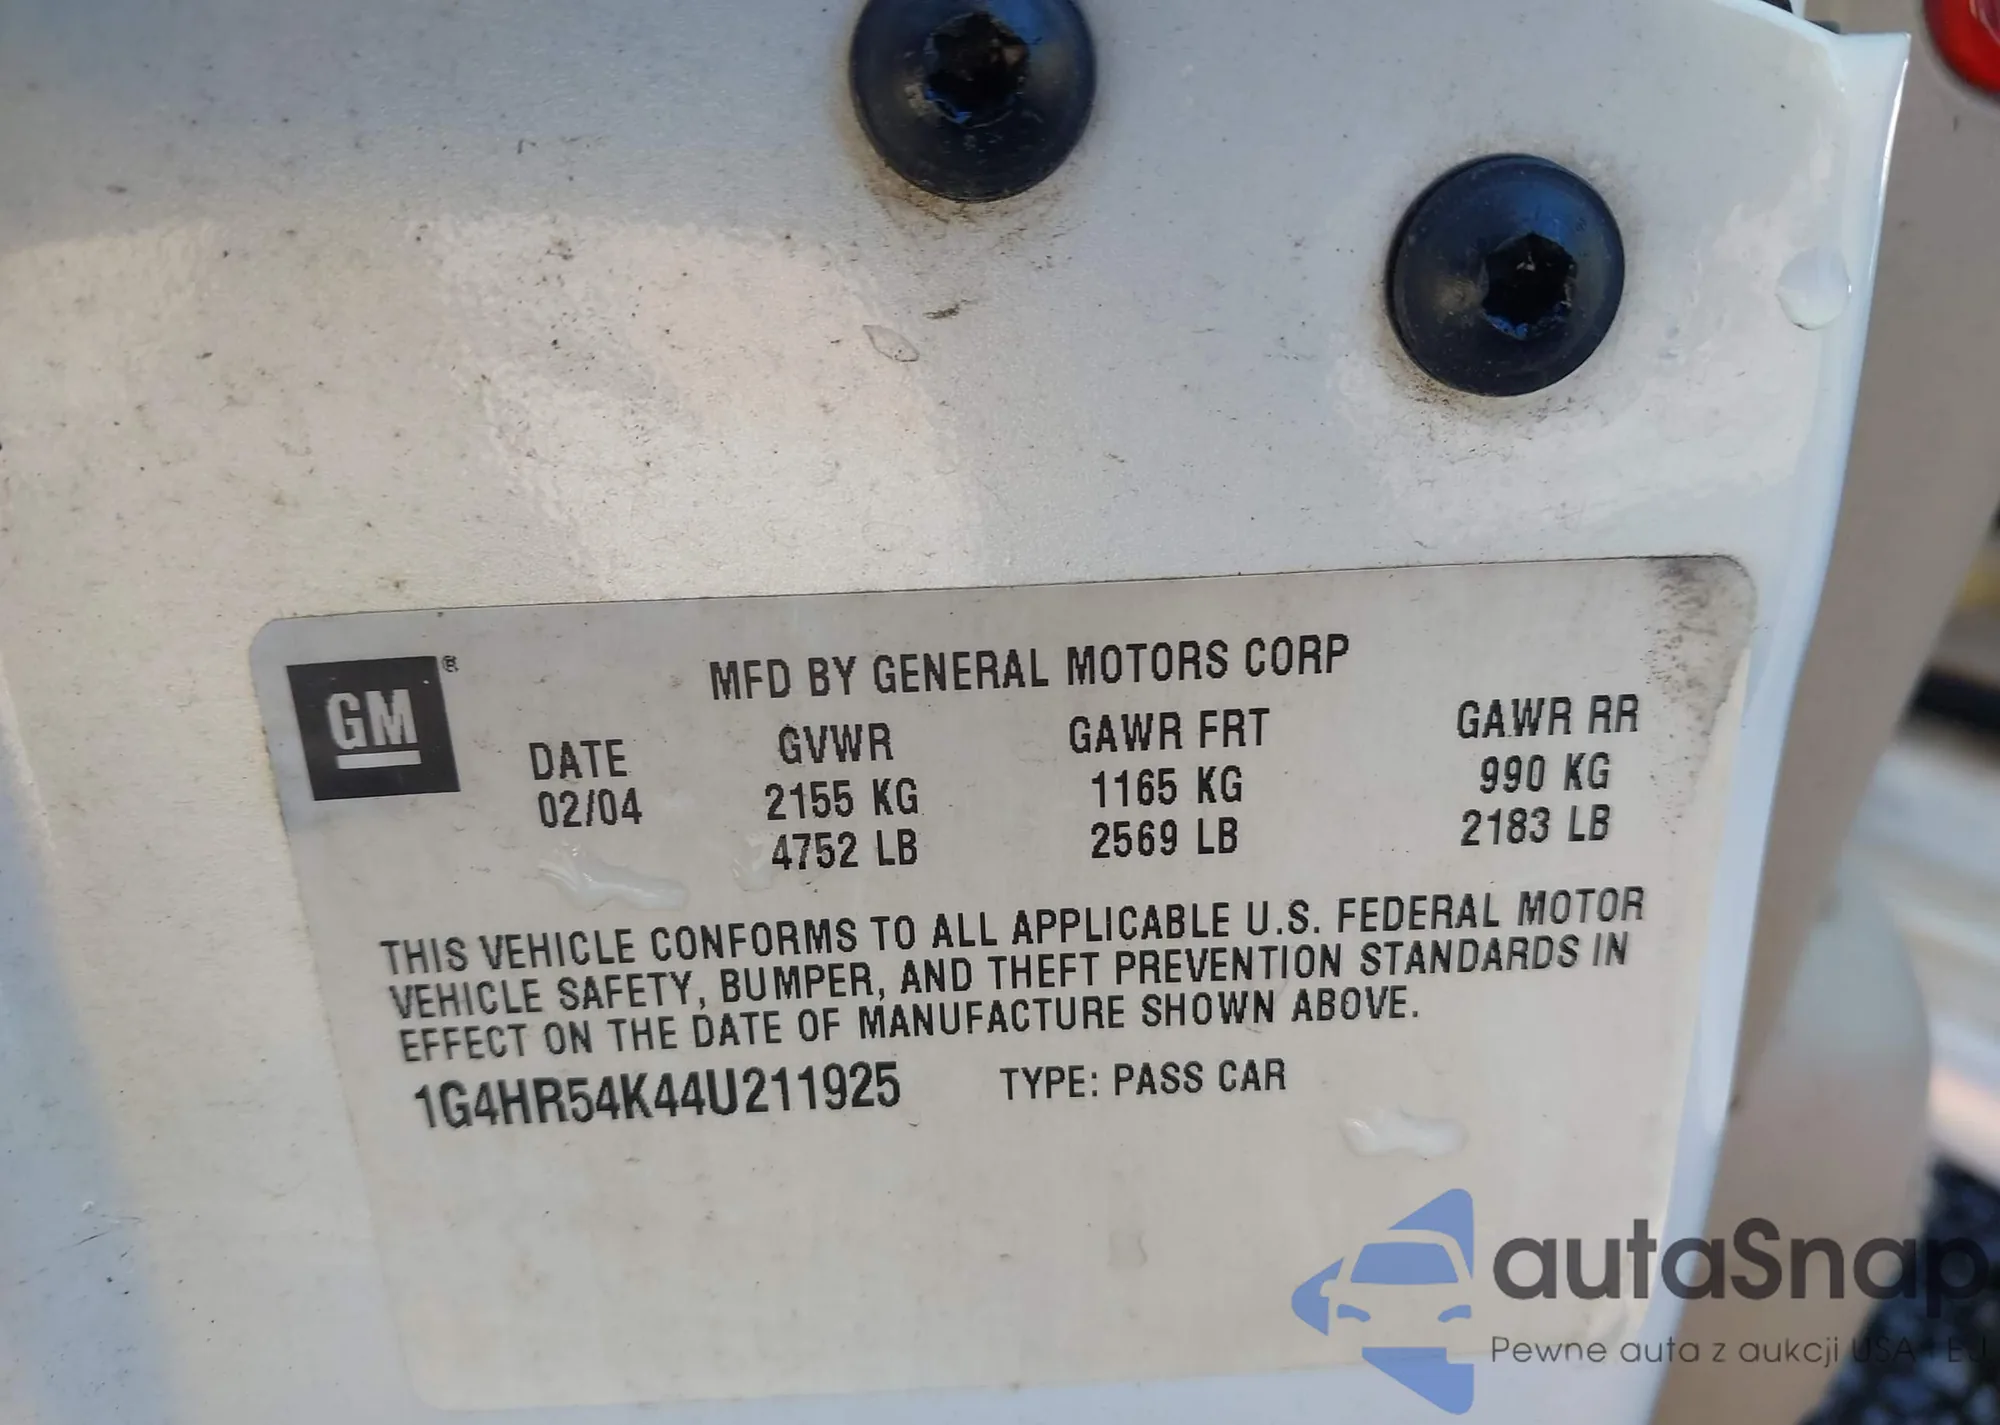 MFD BY GENERAL MOTORS CORP
GM®
DATE GVWR GAWR FRT GAWR RR
02/04 2155 KG 1165 KG 990 KG
4752 LB 2569 LB 2183 LB
THIS VEHICLE CONFORMS TO ALL APPLICABLE U.S. FEDERAL MOTOR
VEHICLE SAFETY, BUMPER, AND THEFT PREVENTION STANDARDS IN
EFFECT ON THE DATE OF MANUFACTURE SHOWN ABOVE.
1G4HR54K44U211925 TYPE: PASS CAR
autaSnap
Pewne auta z aukcji USA i EU